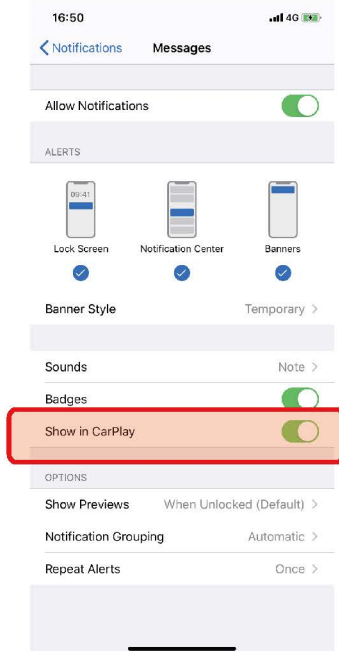 16:50 4G
Notifications Messages
Allow Notifications
ALERTS
09:41
Lock Screen Notification Center Banners
Banner Style Temporary
Sounds Note
Badges
Show in CarPlay
OPTIONS
Show Previews When Unlocked (Default)
Notification Grouping Automatic
Repeat Alerts Once